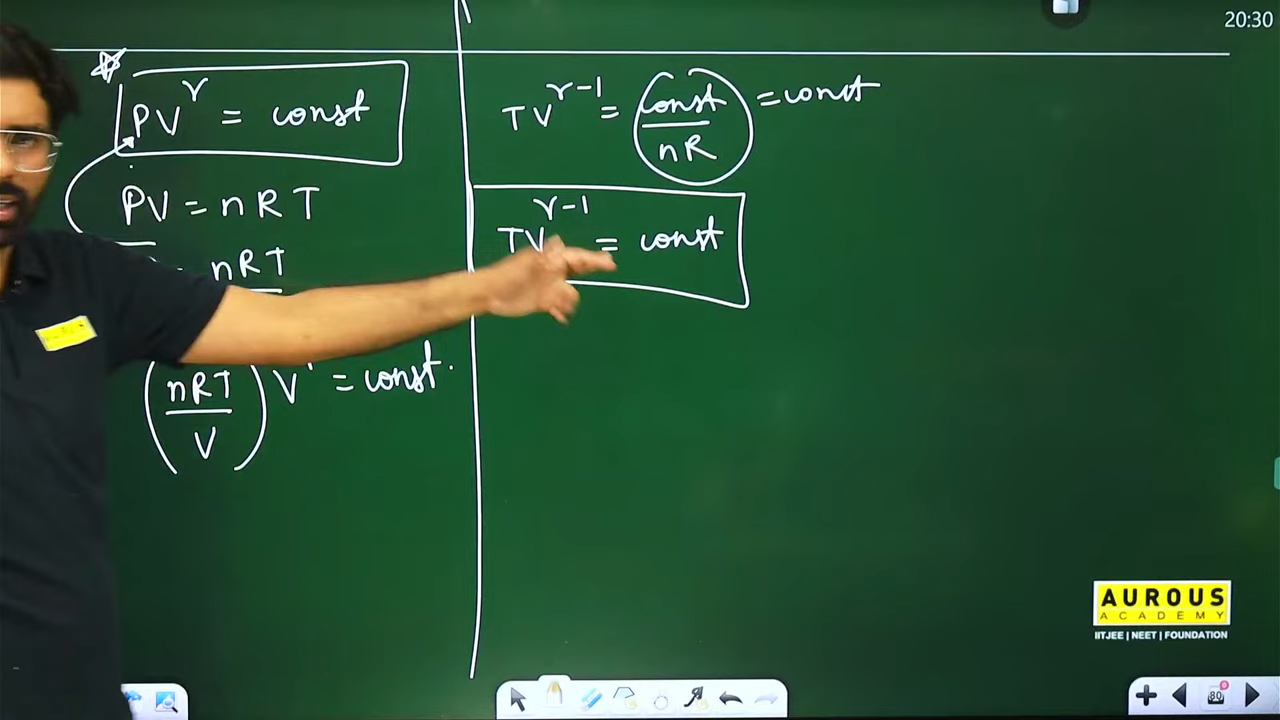 20:30
PV^γ = const
PV = nRT
= nRT
(nRT/V) V = const.
TV^γ-1 = const/nR = const
TV^γ-1 = const
AUROUS
ACADEMY
IITJEE | NEET | FOUNDATION
80